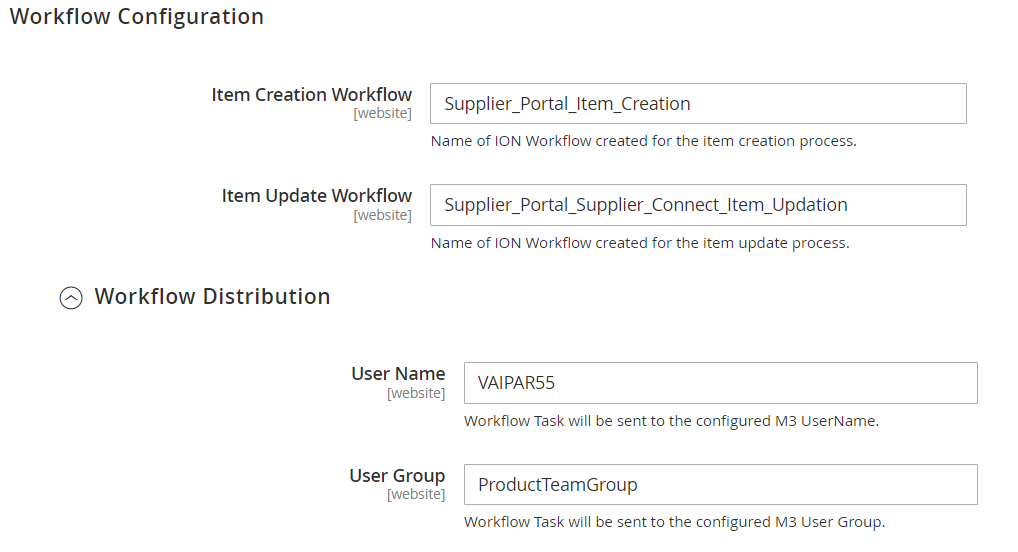 Workflow Configuration
Item Creation Workflow
[website]
Supplier_Portal_Item_Creation
Name of ION Workflow created for the item creation process.
Item Update Workflow
[website]
Supplier_Portal_Supplier_Connect_Item_Updation
Name of ION Workflow created for the item update process.
Workflow Distribution
User Name
[website]
VAIPAR55
Workflow Task will be sent to the configured M3 UserName.
User Group
[website]
ProductTeamGroup
Workflow Task will be sent to the configured M3 User Group.